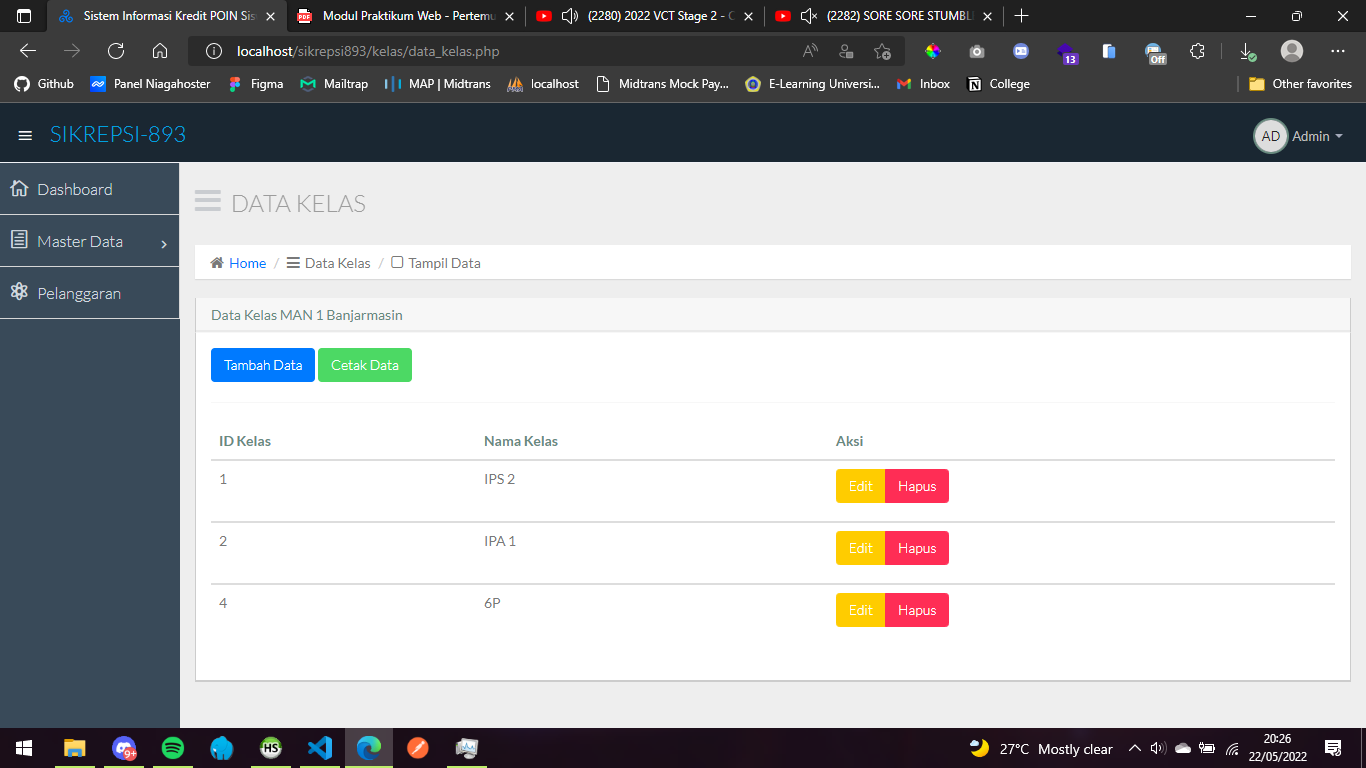 Sistem Informasi Kredit POIN Sis
Modul Praktikum Web - Pertemu
(2280) 2022 VCT Stage 2 - C
(2282) SORE SORE STUMBL
localhost/sikrepsi893/kelas/data_kelas.php
13
Off
Github
Panel Niagahoster
Figma
Mailtrap
MAP | Midtrans
localhost
Midtrans Mock Pay...
E-Learning Universi...
Inbox
College
Other favorites
SIKREPSI-893
AD Admin
Dashboard
Master Data
Pelanggaran
DATA KELAS
Home / Data Kelas / Tampil Data
Data Kelas MAN 1 Banjarmasin
Tambah Data Cetak Data
ID Kelas Nama Kelas Aksi
1 IPS 2 Edit Hapus
2 IPA 1 Edit Hapus
4 6P Edit Hapus
9+
HS
27°C Mostly clear
20:26
22/05/2022